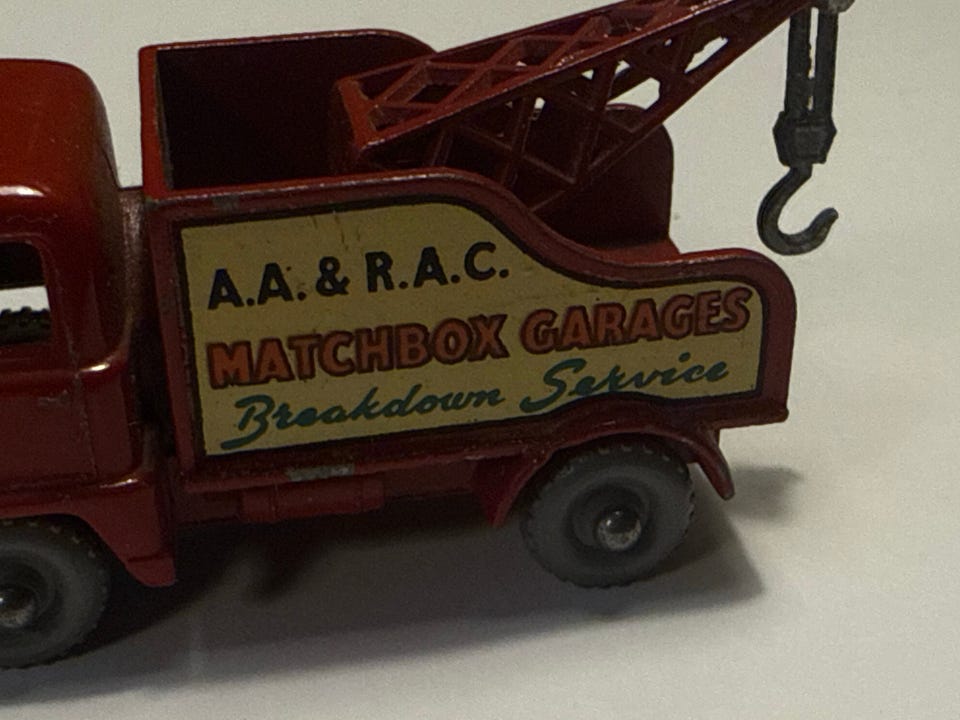 A.A. & R.A.C.
MATCHBOX GARAGES
Breakdown Service